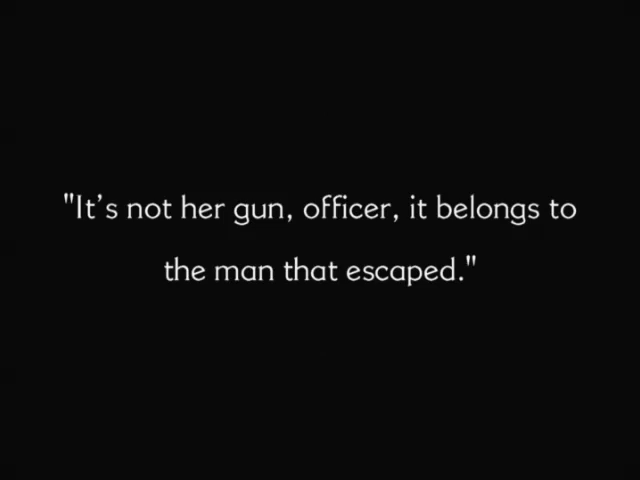 "It's not her gun, officer, it belongs to
the man that escaped."